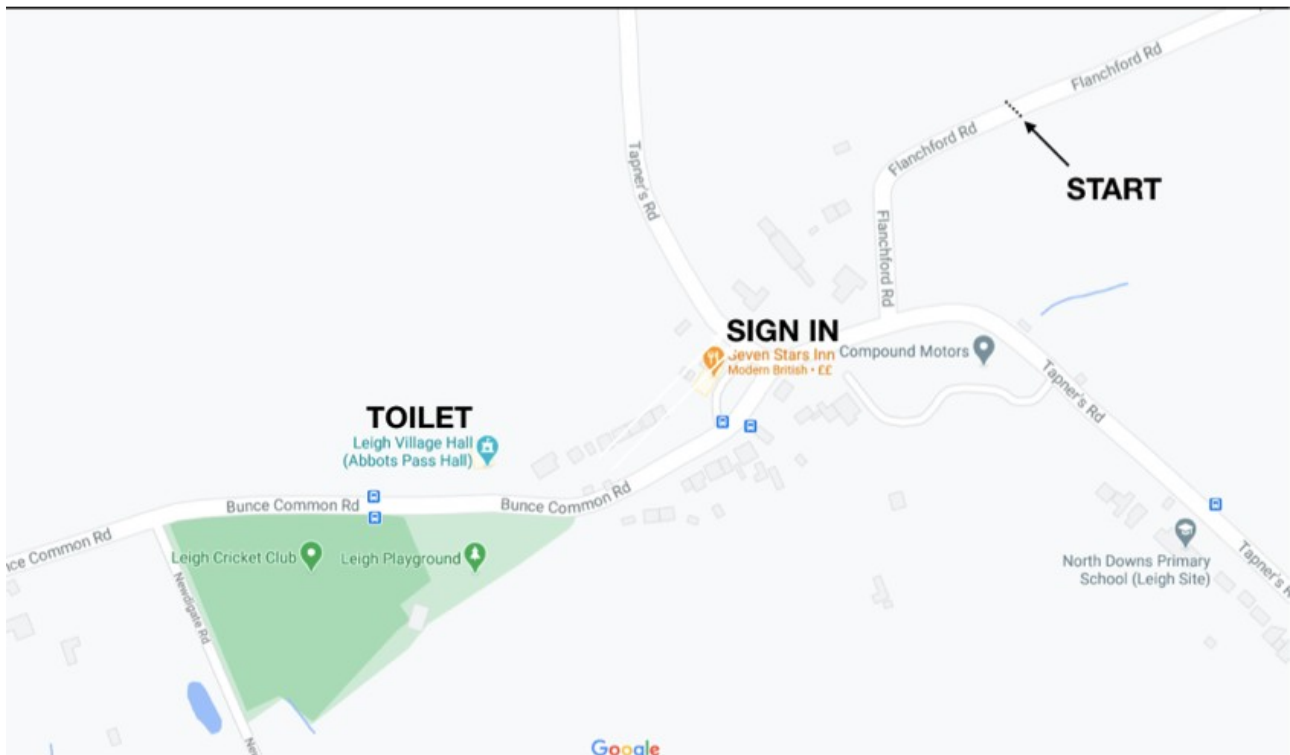 Flanchford Rd
Flanchford Rd
START
Tapner's Rd
Flanchford Rd
SIGN IN
Seven Stars Inn
Modern British • ££
Compound Motors
Tapner's Rd
TOILET
Leigh Village Hall
(Abbots Pass Hall)
Bunce Common Rd
Bunce Common Rd
nce Common Rd
Leigh Cricket Club
Leigh Playground
North Downs Primary
School (Leigh Site)
Tapner's R
Newdigate Rd
New
Google